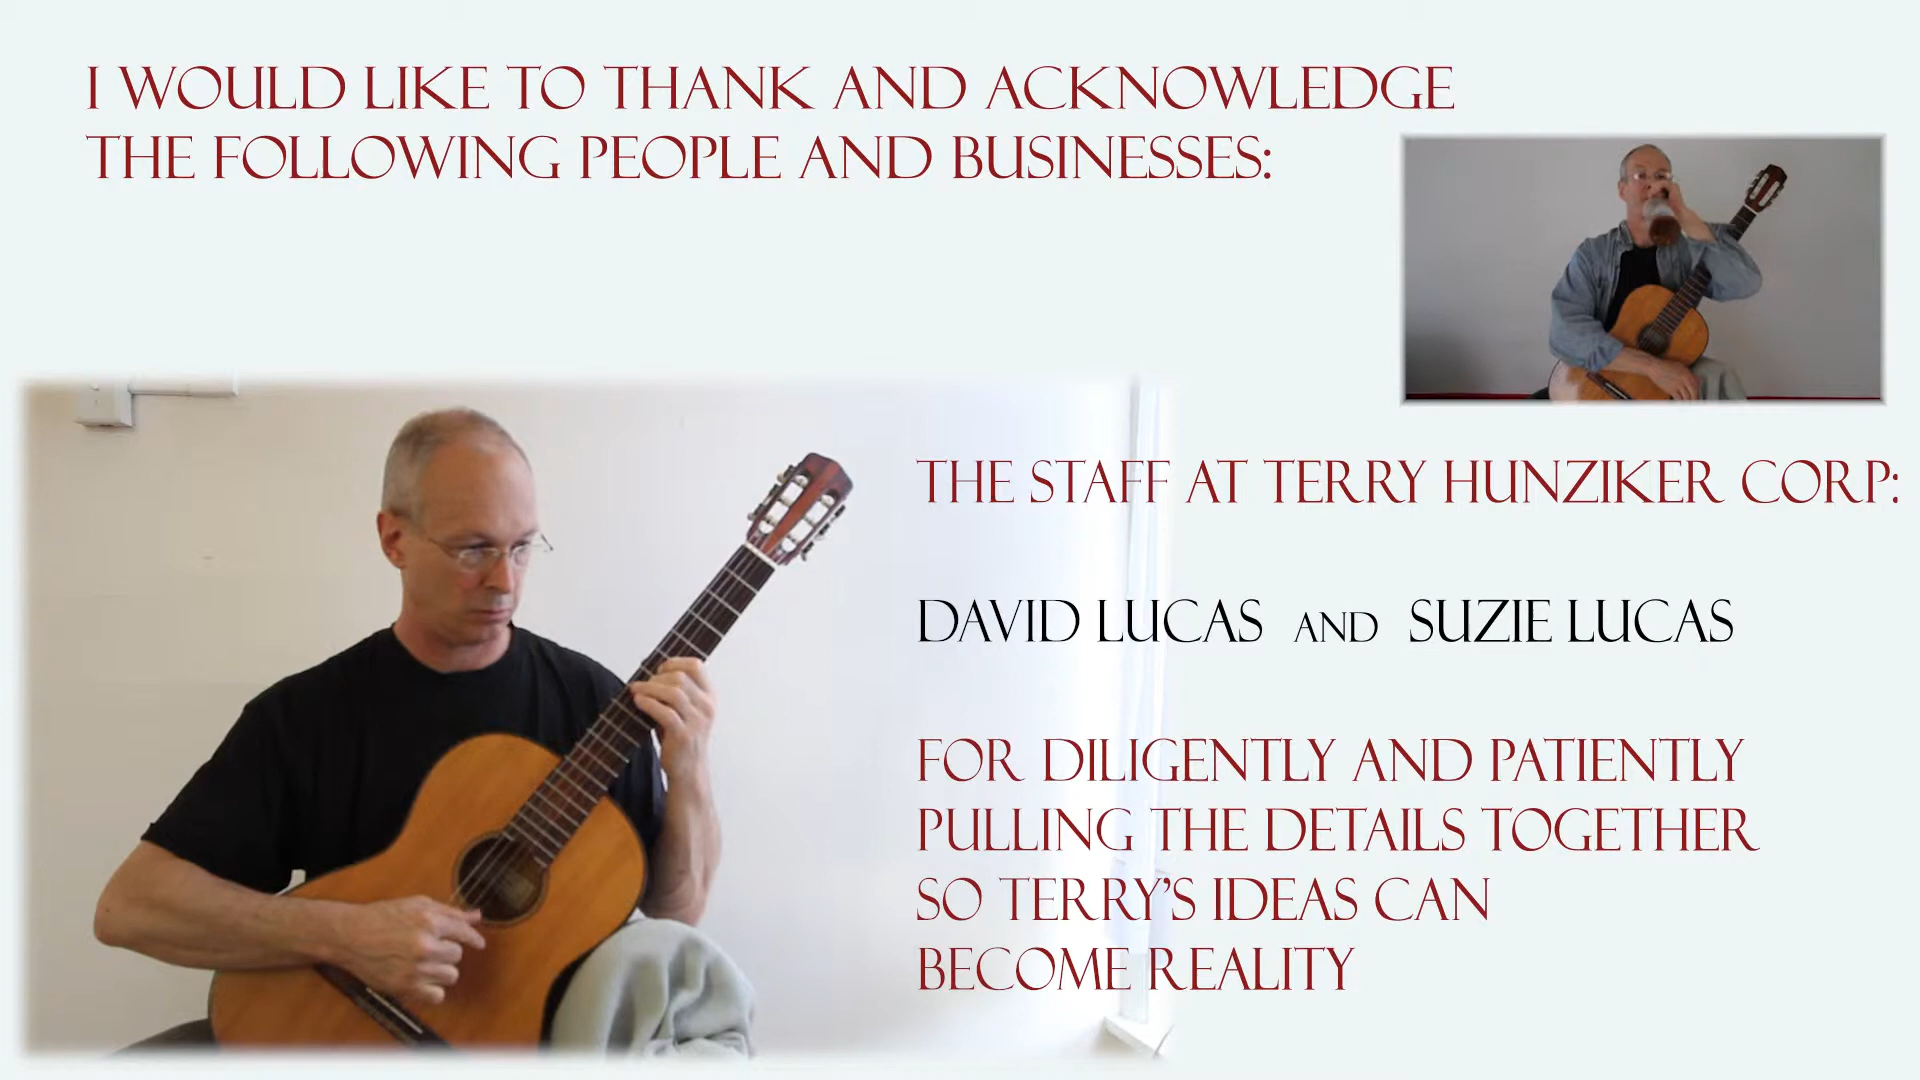 I WOULD LIKE TO THANK AND ACKNOWLEDGE
THE FOLLOWING PEOPLE AND BUSINESSES:
THE STAFF AT TERRY HUNZIKER CORP:
DAVID LUCAS AND SUZIE LUCAS
FOR DILIGENTLY AND PATIENTLY
PULLING THE DETAILS TOGETHER
SO TERRY'S IDEAS CAN
BECOME REALITY